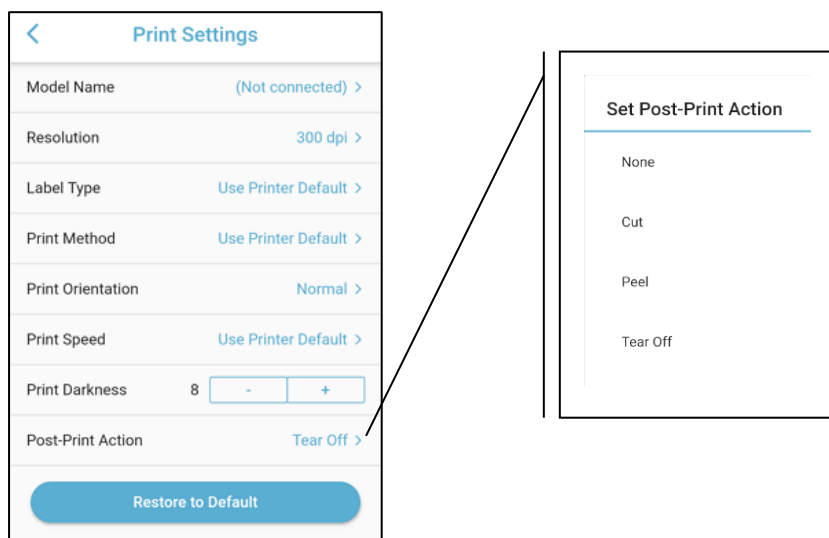 Print Settings
Model Name (Not connected) >
Resolution 300 dpi >
Label Type Use Printer Default >
Print Method Use Printer Default >
Print Orientation Normal >
Print Speed Use Printer Default >
Print Darkness 8 - +
Post-Print Action Tear Off >
Restore to Default
Set Post-Print Action
None
Cut
Peel
Tear Off